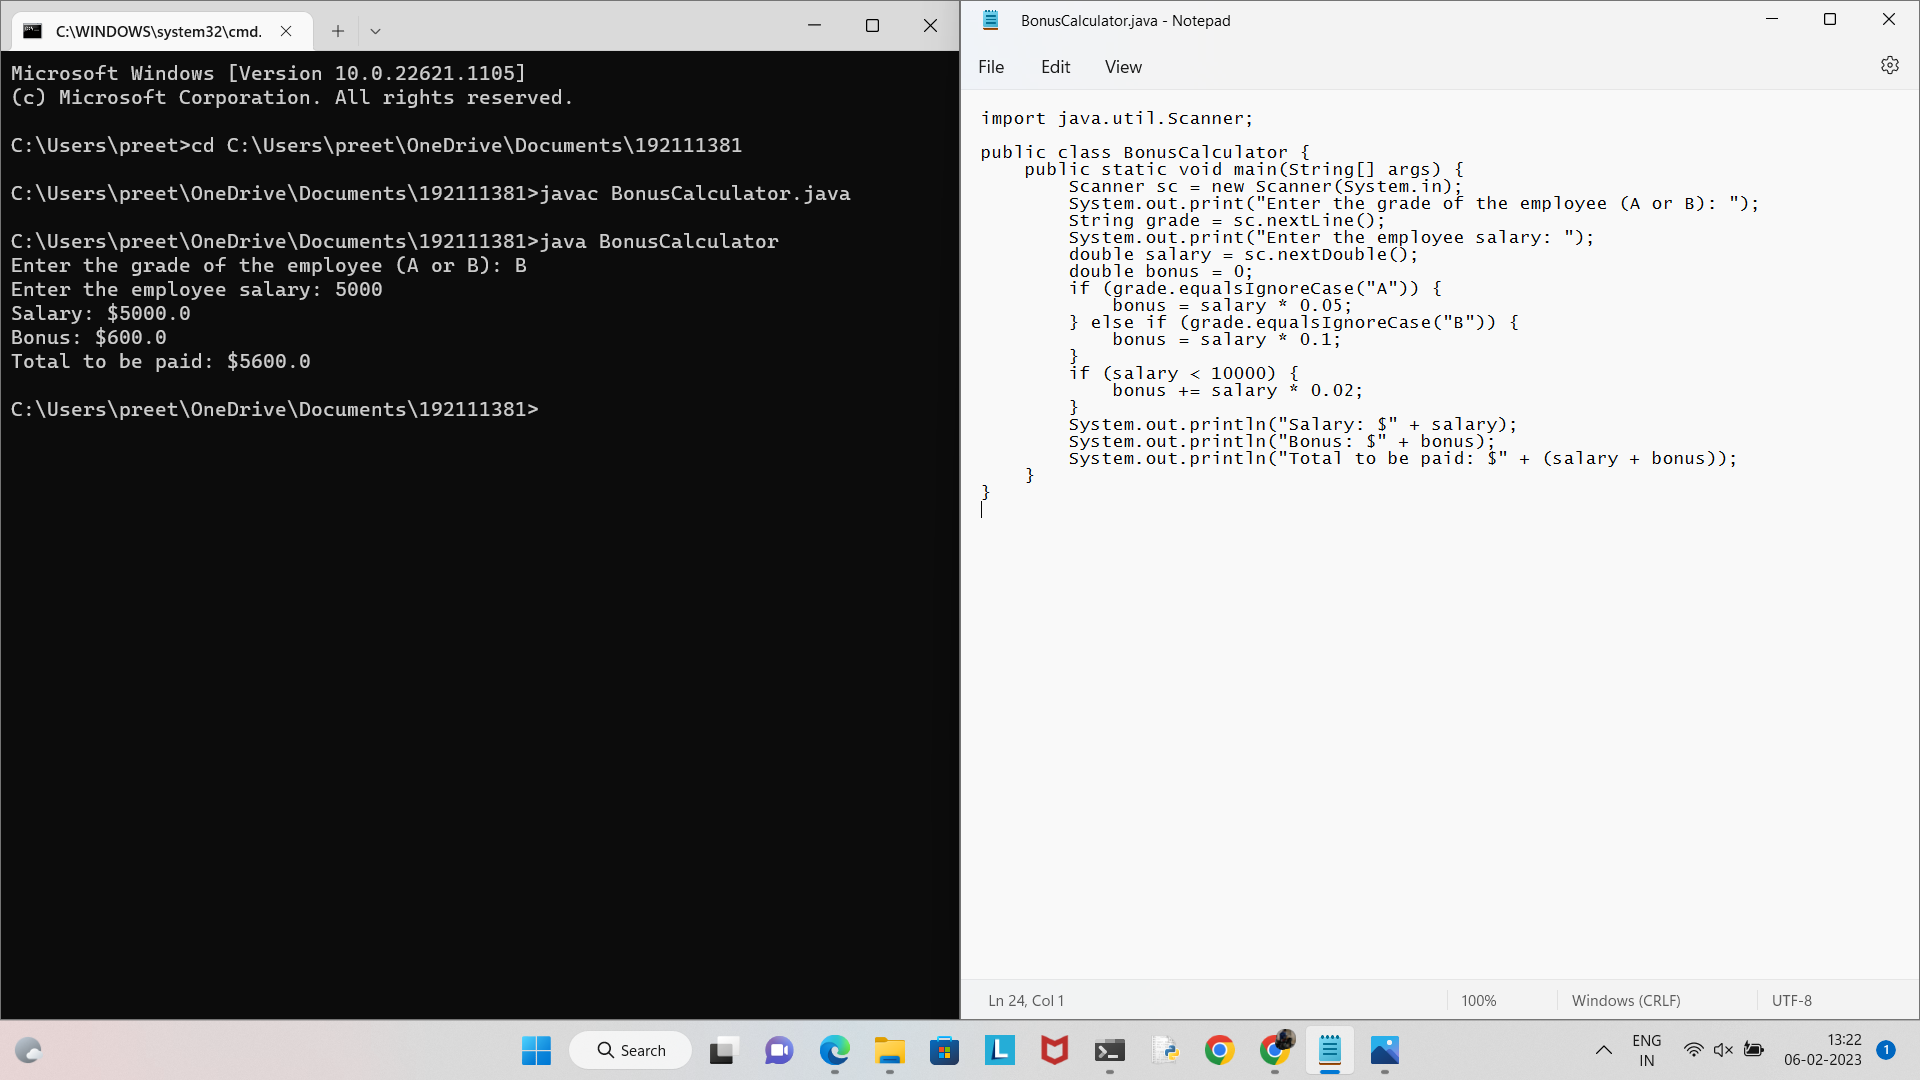 C:\WINDOWS\system32\cmd.
Microsoft Windows [Version 10.0.22621.1105]
(c) Microsoft Corporation. All rights reserved.
C:\Users\preet>cd C:\Users\preet\OneDrive\Documents\192111381
C:\Users\preet\OneDrive\Documents\192111381>javac BonusCalculator.java
C:\Users\preet\OneDrive\Documents\192111381>java BonusCalculator
Enter the grade of the employee (A or B): B
Enter the employee salary: 5000
Salary: $5000.0
Bonus: $600.0
Total to be paid: $5600.0
C:\Users\preet\OneDrive\Documents\192111381>
BonusCalculator.java - Notepad
File Edit View
import java.util.Scanner;
public class BonusCalculator {
    public static void main(String[] args) {
        Scanner sc = new Scanner(System.in);
        System.out.print("Enter the grade of the employee (A or B): ");
        String grade = sc.nextLine();
        System.out.print("Enter the employee salary: ");
        double salary = sc.nextDouble();
        double bonus = 0;
        if (grade.equalsIgnoreCase("A")) {
            bonus = salary * 0.05;
        } else if (grade.equalsIgnoreCase("B")) {
            bonus = salary * 0.1;
        }
        if (salary < 10000) {
            bonus += salary * 0.02;
        }
        System.out.println("Salary: $" + salary);
        System.out.println("Bonus: $" + bonus);
        System.out.println("Total to be paid: $" + (salary + bonus));
    }
}
Ln 24, Col 1 100% Windows (CRLF) UTF-8
Search
ENG
IN
13:22
06-02-2023
1